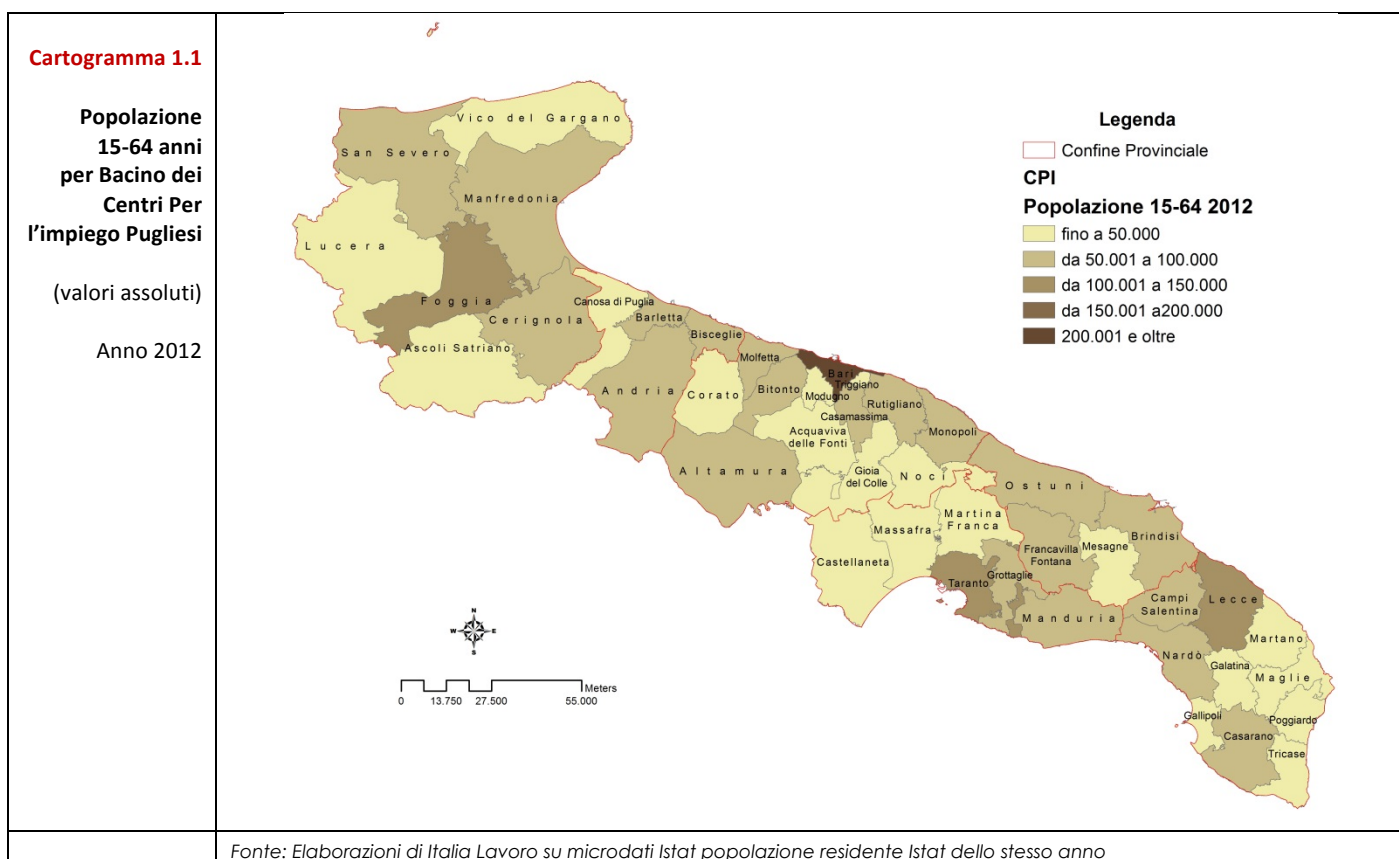 Cartogramma 1.1
Popolazione
15-64 anni
per Bacino dei
Centri Per
l'impiego Pugliesi
(valori assoluti)
Anno 2012
Legenda
Confine Provinciale
CPI
Popolazione 15-64 2012
fino a 50.000
da 50.001 a 100.000
da 100.001 a 150.000
da 150.001 a200.000
200.001 e oltre
Vico del Gargano
San Severo
Manfredonia
Lucera
Foggia
Cerignola
Ascoli Satriano
Canosa di Puglia
Barletta
Bisceglie
Andria
Corato
Molfetta
Bitonto
Bari
Modugno
Triggiano
Casamassima
Rutigliano
Acquaviva
delle Fonti
Monopoli
Altamura
Gioia
del Colle
Noci
Ostuni
Martina
Franca
Massafra
Castellaneta
Francavilla
Fontana
Mesagne
Brindisi
Taranto
Grottaglie
Manduria
Campi
Salentina
Lecce
Martano
Nardò
Galatina
Maglie
Gallipoli
Poggiardo
Casarano
Tricase
N
W E
S
Meters
0 13.750 27.500 55.000
Fonte: Elaborazioni di Italia Lavoro su microdati Istat popolazione residente Istat dello stesso anno